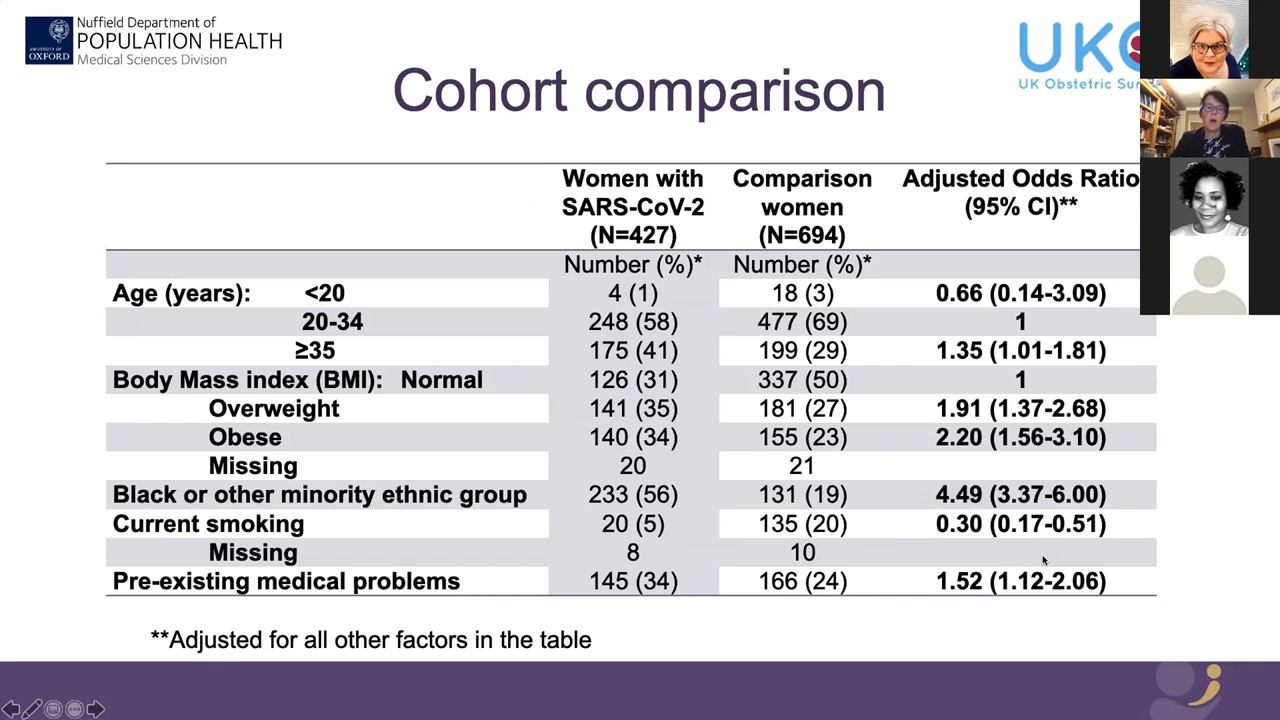 Nuffield Department of
POPULATION HEALTH
Medical Sciences Division
UNIVERSITY OF
OXFORD
UK Obstetric Sur
Cohort comparison
Women with SARS-CoV-2 (N=427) Comparison women (N=694) Adjusted Odds Ratio (95% CI)**
Number (%)* Number (%)*
Age (years): <20 4 (1) 18 (3) 0.66 (0.14-3.09)
20-34 248 (58) 477 (69) 1
≥35 175 (41) 199 (29) 1.35 (1.01-1.81)
Body Mass index (BMI): Normal 126 (31) 337 (50) 1
Overweight 141 (35) 181 (27) 1.91 (1.37-2.68)
Obese 140 (34) 155 (23) 2.20 (1.56-3.10)
Missing 20 21
Black or other minority ethnic group 233 (56) 131 (19) 4.49 (3.37-6.00)
Current smoking 20 (5) 135 (20) 0.30 (0.17-0.51)
Missing 8 10
Pre-existing medical problems 145 (34) 166 (24) 1.52 (1.12-2.06)
**Adjusted for all other factors in the table